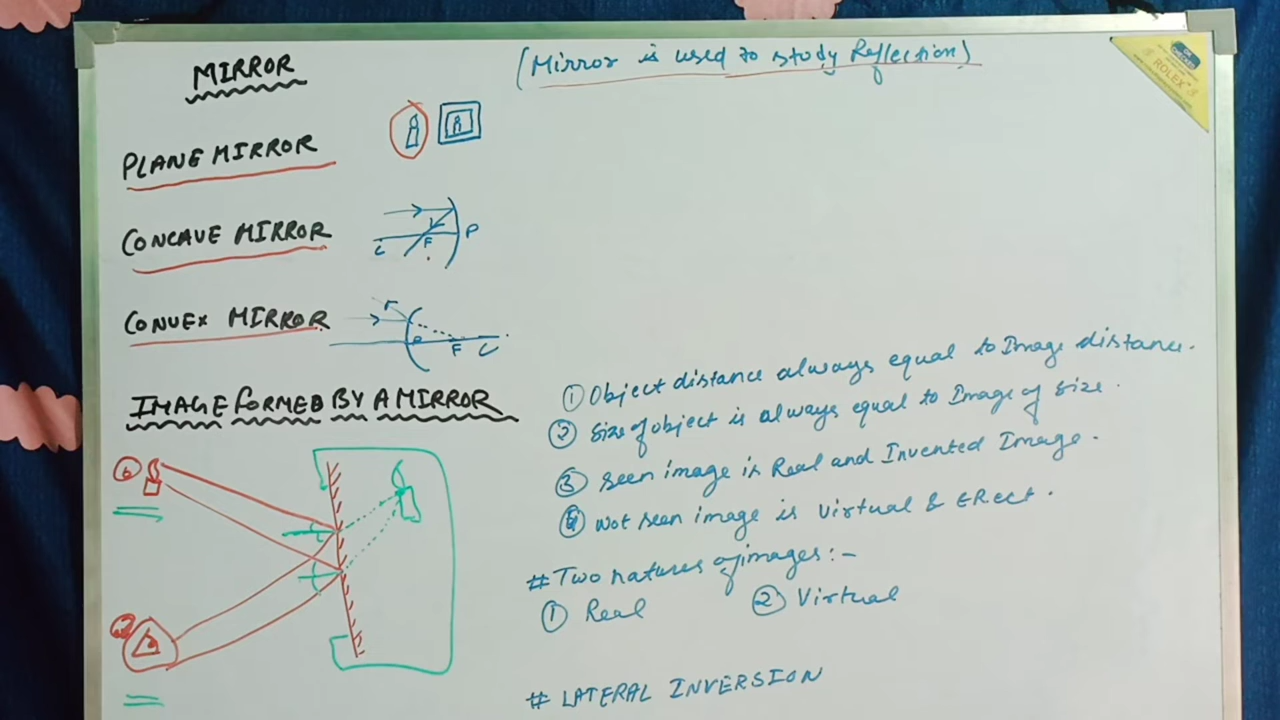 MIRROR
(Mirror is used to study Reflection)
PLANE MIRROR
CONCAVE MIRROR
F P
CONVEX MIRROR
F C
IMAGE FORMED BY A MIRROR
① Object distance always equal to Image distance.
② Size of object is always equal to Image of size.
③ Seen image is Real and Invented Image.
④ Not seen image is virtual & ERect.
# Two natures of images:-
① Real ② Virtual
# LATERAL INVERSION
ROLEX